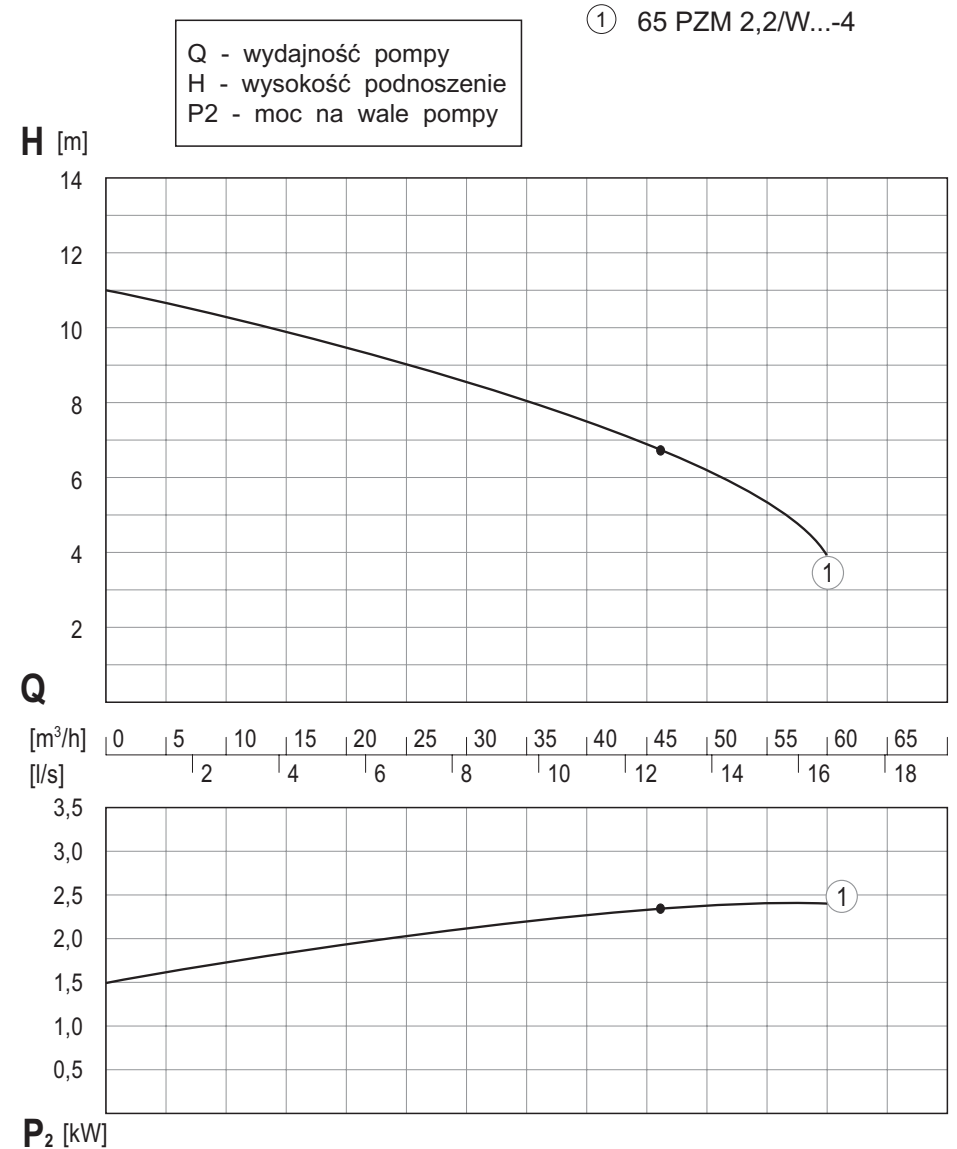 ① 65 PZM 2,2/W...-4
Q - wydajność pompy
H - wysokość podnoszenie
P2 - moc na wale pompy
H [m]
14
12
10
8
6
4
2
1
Q
[m³/h] 0 5 10 15 20 25 30 35 40 45 50 55 60 65
[l/s] 2 4 6 8 10 12 14 16 18
3,5
3,0
2,5
1
2,0
1,5
1,0
0,5
P₂ [kW]